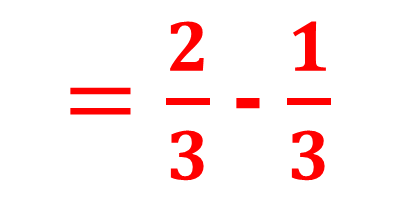 = 2/3 - 1/3